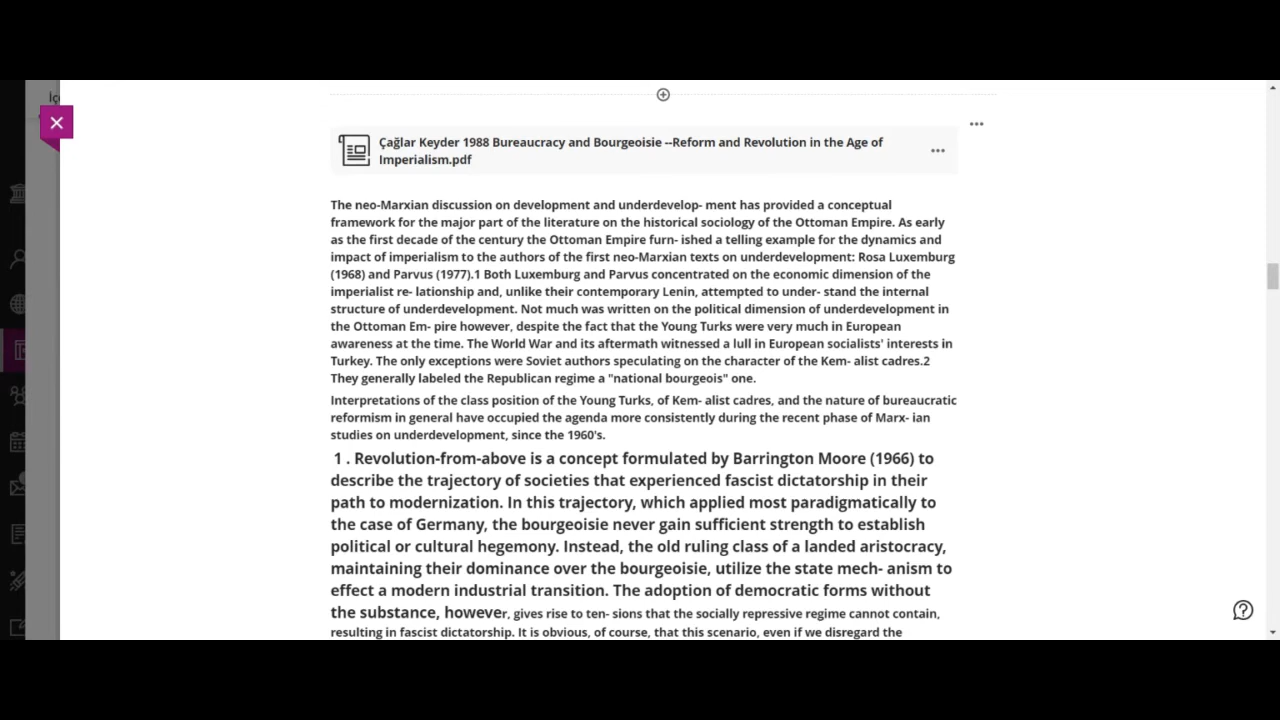 İçe
Çağlar Keyder 1988 Bureaucracy and Bourgeoisie --Reform and Revolution in the Age of
Imperialism.pdf
The neo-Marxian discussion on development and underdevelop- ment has provided a conceptual
framework for the major part of the literature on the historical sociology of the Ottoman Empire. As early
as the first decade of the century the Ottoman Empire furn- ished a telling example for the dynamics and
impact of imperialism to the authors of the first neo-Marxian texts on underdevelopment: Rosa Luxemburg
(1968) and Parvus (1977).1 Both Luxemburg and Parvus concentrated on the economic dimension of the
imperialist re- lationship and, unlike their contemporary Lenin, attempted to under- stand the internal
structure of underdevelopment. Not much was written on the political dimension of underdevelopment in
the Ottoman Em- pire however, despite the fact that the Young Turks were very much in European
awareness at the time. The World War and its aftermath witnessed a lull in European socialists' interests in
Turkey. The only exceptions were Soviet authors speculating on the character of the Kem- alist cadres.2
They generally labeled the Republican regime a "national bourgeois" one.
Interpretations of the class position of the Young Turks, of Kem- alist cadres, and the nature of bureaucratic
reformism in general have occupied the agenda more consistently during the recent phase of Marx- ian
studies on underdevelopment, since the 1960's.
1 . Revolution-from-above is a concept formulated by Barrington Moore (1966) to
describe the trajectory of societies that experienced fascist dictatorship in their
path to modernization. In this trajectory, which applied most paradigmatically to
the case of Germany, the bourgeoisie never gain sufficient strength to establish
political or cultural hegemony. Instead, the old ruling class of a landed aristocracy,
maintaining their dominance over the bourgeoisie, utilize the state mech- anism to
effect a modern industrial transition. The adoption of democratic forms without
the substance, however, gives rise to ten- sions that the socially repressive regime cannot contain,
resulting in fascist dictatorship. It is obvious, of course, that this scenario, even if we disregard the